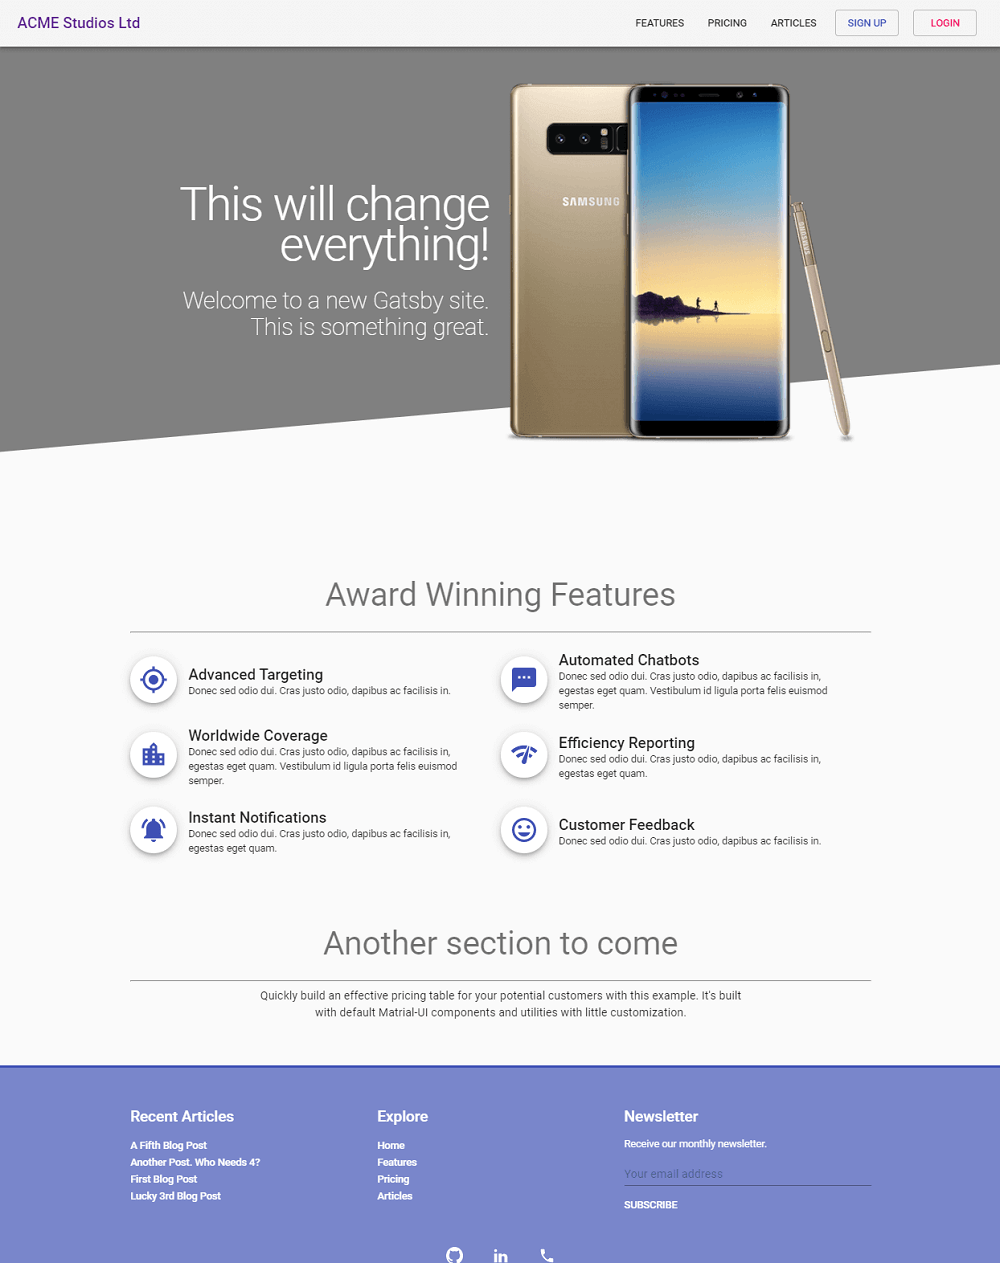 ACME Studios Ltd
FEATURES
PRICING
ARTICLES
SIGN UP
LOGIN
SAMSUNG
SAMSUNG
This will change
everything!
Welcome to a new Gatsby site.
This is something great.
Award Winning Features
Advanced Targeting
Donec sed odio dui. Cras justo odio, dapibus ac facilisis in.
Automated Chatbots
Donec sed odio dui. Cras justo odio, dapibus ac facilisis in,
egestas eget quam. Vestibulum id ligula porta felis euismod
semper.
Worldwide Coverage
Donec sed odio dui. Cras justo odio, dapibus ac facilisis in,
egestas eget quam. Vestibulum id ligula porta felis euismod
semper.
Efficiency Reporting
Donec sed odio dui. Cras justo odio, dapibus ac facilisis in,
egestas eget quam.
Instant Notifications
Donec sed odio dui. Cras justo odio, dapibus ac facilisis in,
egestas eget quam.
Customer Feedback
Donec sed odio dui. Cras justo odio, dapibus ac facilisis in.
Another section to come
Quickly build an effective pricing table for your potential customers with this example. It's built
with default Matrial-UI components and utilities with little customization.
Recent Articles
A Fifth Blog Post
Another Post. Who Needs 4?
First Blog Post
Lucky 3rd Blog Post
Explore
Home
Features
Pricing
Articles
Newsletter
Receive our monthly newsletter.
Your email address
SUBSCRIBE
in